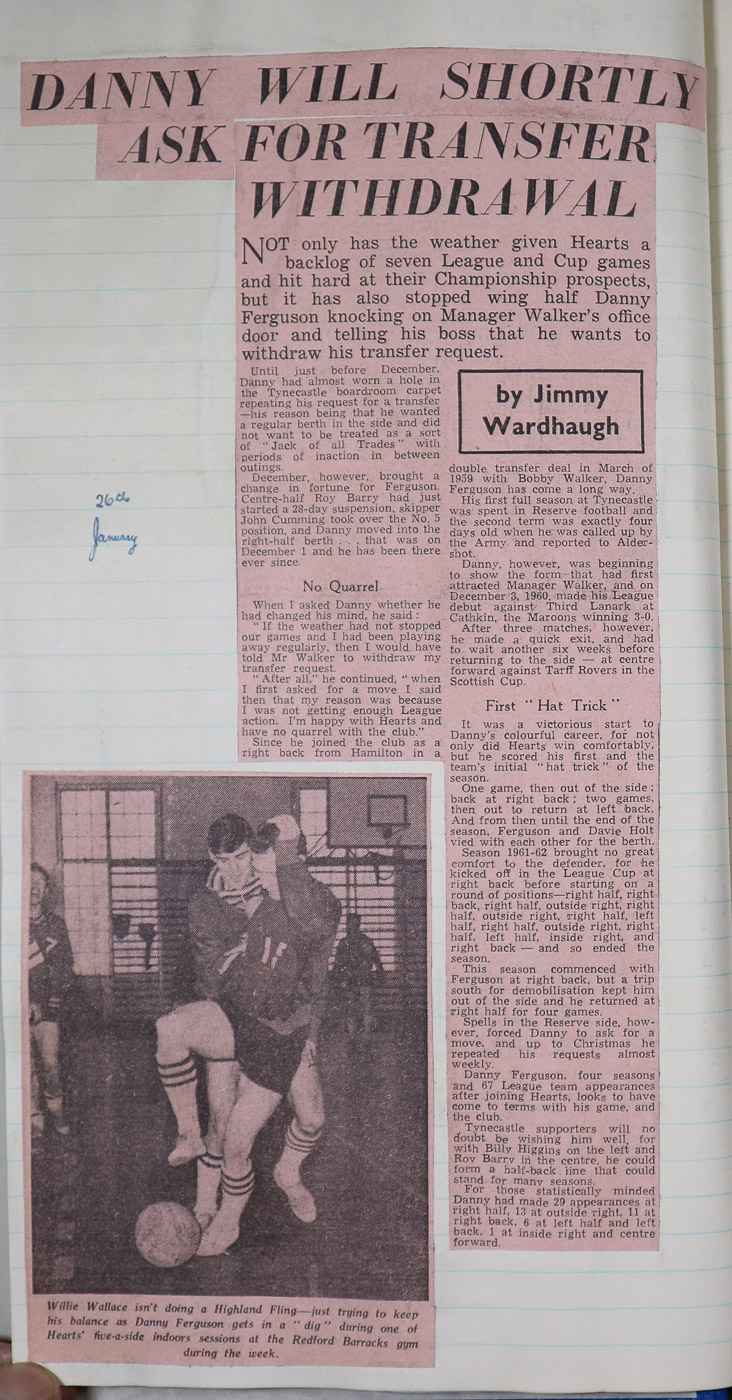 DANNY WILL SHORTLY
ASK FOR TRANSFER
WITHDRAWAL
NOT only has the weather given Hearts a
backlog of seven League and Cup games
and hit hard at their Championship prospects,
but it has also stopped wing half Danny
Ferguson knocking on Manager Walker's office
door and telling his boss that he wants to
withdraw his transfer request.
Until just before December,
Danny had almost worn a hole in
the Tynecastle boardroom carpet
repeating his request for a transfer
—his reason being that he wanted
a regular berth in the side and did
not want to be treated as a sort
of "Jack of all Trades" with
periods of inaction in between
outings.
December, however, brought a
change in fortune for Ferguson.
Centre-half Roy Barry had just
started a 28-day suspension, skipper
John Cumming took over the No. 5
position, and Danny moved into the
right-half berth . . . that was on
December 1 and he has been there
ever since.
No Quarrel
When I asked Danny whether he
had changed his mind, he said :
"If the weather had not stopped
our games and I had been playing
away regularly, then I would have
told Mr Walker to withdraw my
transfer request.
"After all," he continued, "when
I first asked for a move I said
then that my reason was because
I was not getting enough League
action. I'm happy with Hearts and
have no quarrel with the club."
Since he joined the club as a
right back from Hamilton in a
by Jimmy
Wardhaugh
double transfer deal in March of
1959 with Bobby Walker, Danny
Ferguson has come a long way.
His first full season at Tynecastle
was spent in Reserve football and
the second term was exactly four
days old when he was called up by
the Army and reported to Alder-
shot.
Danny, however, was beginning
to show the form—that had first
attracted Manager Walker, and on
December 3, 1960, made his League
debut against Third Lanark at
Cathkin, the Maroons winning 3-0.
After three matches, however,
he made a quick exit, and had
to wait another six weeks before
returning to the side — at centre
forward against Tarff Rovers in the
Scottish Cup.
First "Hat Trick"
It was a victorious start to
Danny's colourful career, for not
only did Hearts win comfortably,
but he scored his first and the
team's initial "hat trick" of the
season.
One game, then out of the side ;
back at right back ; two games,
then out to return at left back.
And from then until the end of the
season, Ferguson and Davie Holt
vied with each other for the berth.
Season 1961-62 brought no great
comfort to the defender, for he
kicked off in the League Cup at
right back before starting on a
round of positions—right half, right
back, right half, outside right, right
half, outside right, right half, left
half, right half, outside right, right
half, left half, inside right, and
right back — and so ended the
season.
This season commenced with
Ferguson at right back, but a trip
south for demobilisation kept him
out of the side and he returned at
right half for four games.
Spells in the Reserve side, how-
ever, forced Danny to ask for a
move, and up to Christmas he
repeated his requests almost
weekly.
Danny Ferguson, four seasons
and 67 League team appearances
after joining Hearts, looks to have
come to terms with his game, and
the club.
Tynecastle supporters will no
doubt be wishing him well, for
with Billy Higgins on the left and
Roy Barry in the centre, he could
form a half-back line that could
stand for many seasons.
For those statistically minded
Danny had made 29 appearances at
right half, 13 at outside right, 11 at
right back, 6 at left half and left
back, 1 at inside right and centre
forward.
26th
January
Willie Wallace isn't doing a Highland Fling—just trying to keep
his balance as Danny Ferguson gets in a "dig" during one of
Hearts' five-a-side indoors sessions at the Redford Barracks gym
during the week.